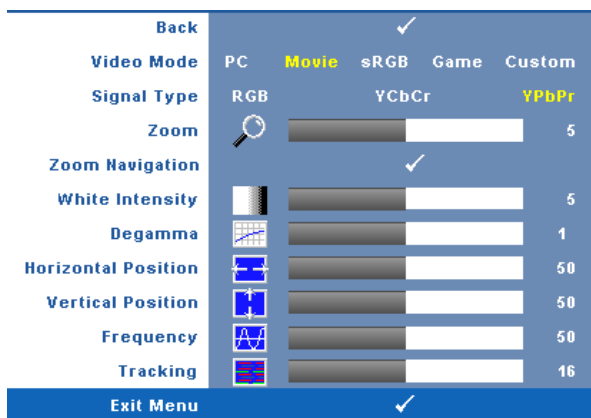 Back
Video Mode PC Movie sRGB Game Custom
Signal Type RGB YCbCr YPbPr
Zoom 5
Zoom Navigation
White Intensity 5
Degamma 1
Horizontal Position 50
Vertical Position 50
Frequency 50
Tracking 16
Exit Menu